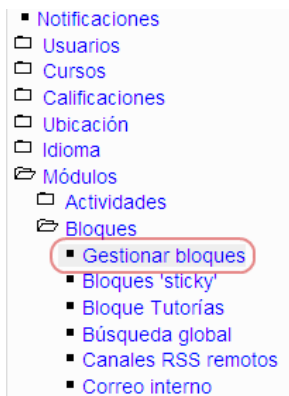 Notificaciones
Usuarios
Cursos
Calificaciones
Ubicación
Idioma
Módulos
Actividades
Bloques
Gestionar bloques
Bloques 'sticky'
Bloque Tutorías
Búsqueda global
Canales RSS remotos
Correo interno